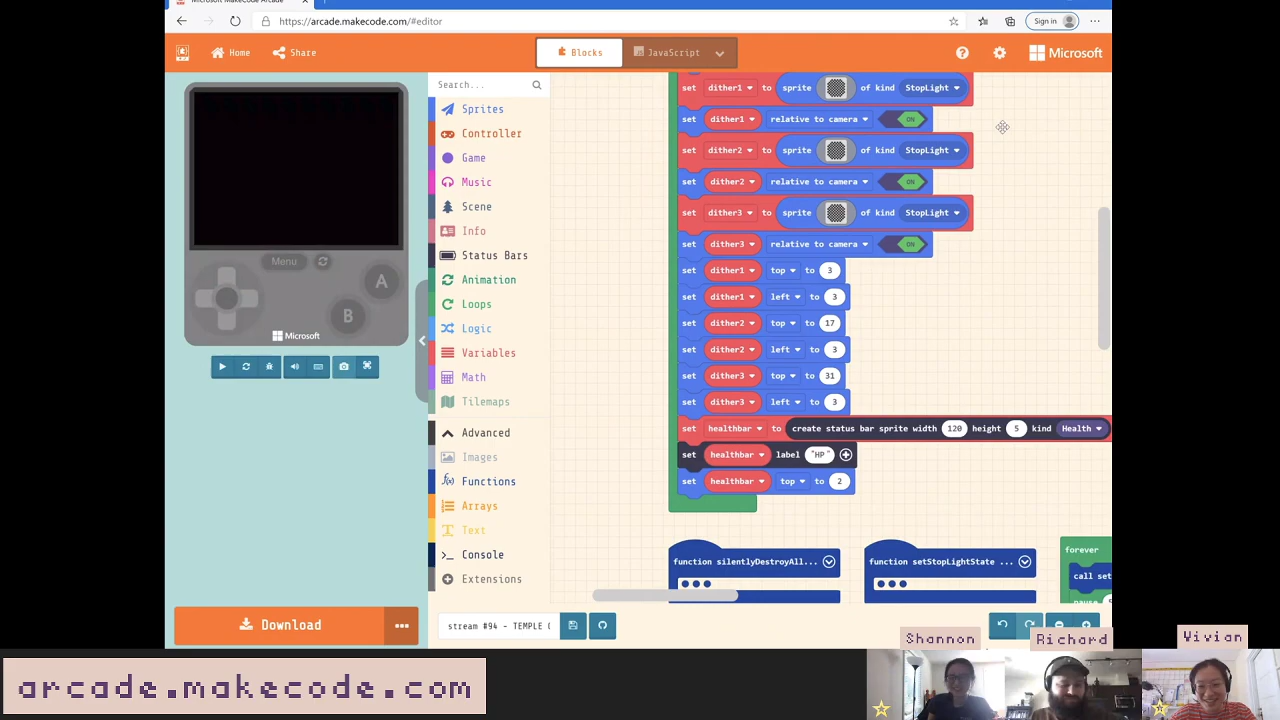 https://arcade.makecode.com/#editor
Sign in
Home
Share
Blocks
JavaScript
Microsoft
Menu
A
B
Microsoft
Download
Search...
Sprites
Controller
Game
Music
Scene
Info
Status Bars
Animation
Loops
Logic
Variables
Math
Tilemaps
Advanced
Images
Functions
Arrays
Text
Console
Extensions
set dither1 to sprite of kind StopLight
set dither1 relative to camera ON
set dither2 to sprite of kind StopLight
set dither2 relative to camera ON
set dither3 to sprite of kind StopLight
set dither3 relative to camera ON
set dither1 top to 3
set dither1 left to 3
set dither2 top to 17
set dither2 left to 3
set dither3 top to 31
set dither3 left to 3
set healthbar to create status bar sprite width 120 height 5 kind Health
set healthbar label "HP"
set healthbar top to 2
function silentlyDestroyAll...
function setStopLightState ...
forever
call set
pause
stream #94 - TEMPLE
Shannon
Richard
Vivian
arcade.makecode.com